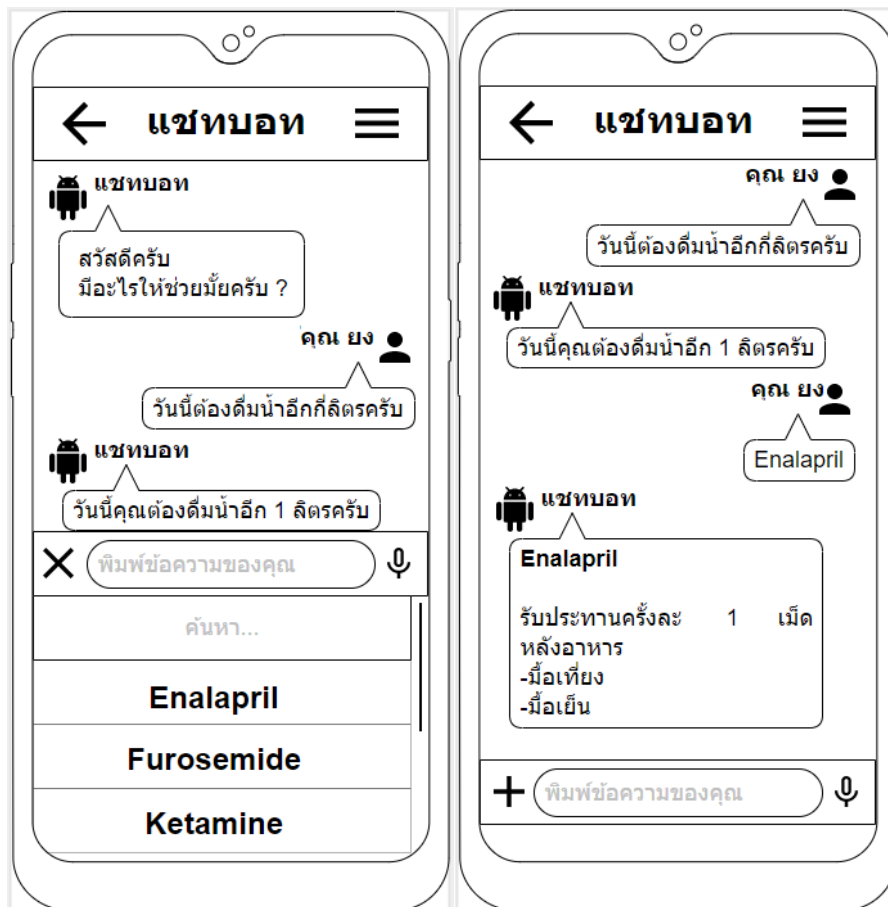 แชทบอท
แชทบอท
สวัสดีครับ
มีอะไรให้ช่วยมั้ยครับ ?
คุณ ยง
วันนี้ต้องดื่มน้ำอีกกี่ลิตรครับ
แชทบอท
วันนี้คุณต้องดื่มน้ำอีก 1 ลิตรครับ
พิมพ์ข้อความของคุณ
ค้นหา...
Enalapril
Furosemide
Ketamine
แชทบอท
คุณ ยง
วันนี้ต้องดื่มน้ำอีกกี่ลิตรครับ
แชทบอท
วันนี้คุณต้องดื่มน้ำอีก 1 ลิตรครับ
คุณ ยง
Enalapril
แชทบอท
Enalapril
รับประทานครั้งละ 1 เม็ด
หลังอาหาร
-มื้อเที่ยง
-มื้อเย็น
พิมพ์ข้อความของคุณ